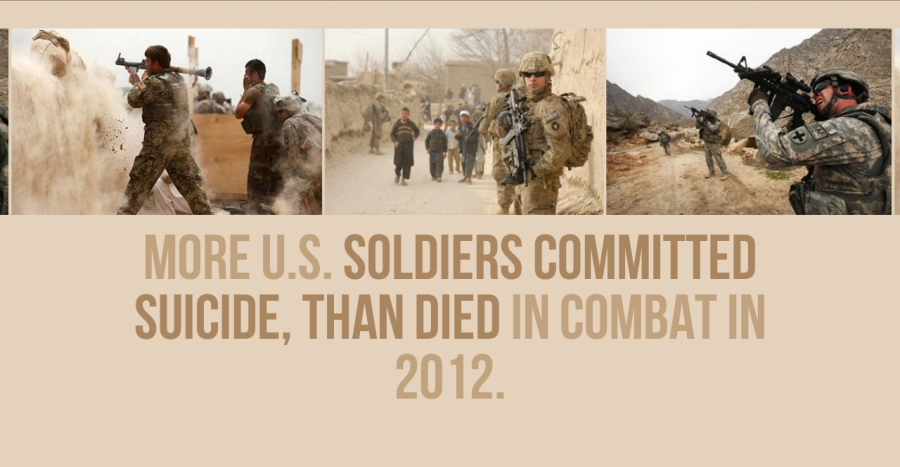 MORE U.S. SOLDIERS COMMITTED
SUICIDE, THAN DIED IN COMBAT IN
2012.